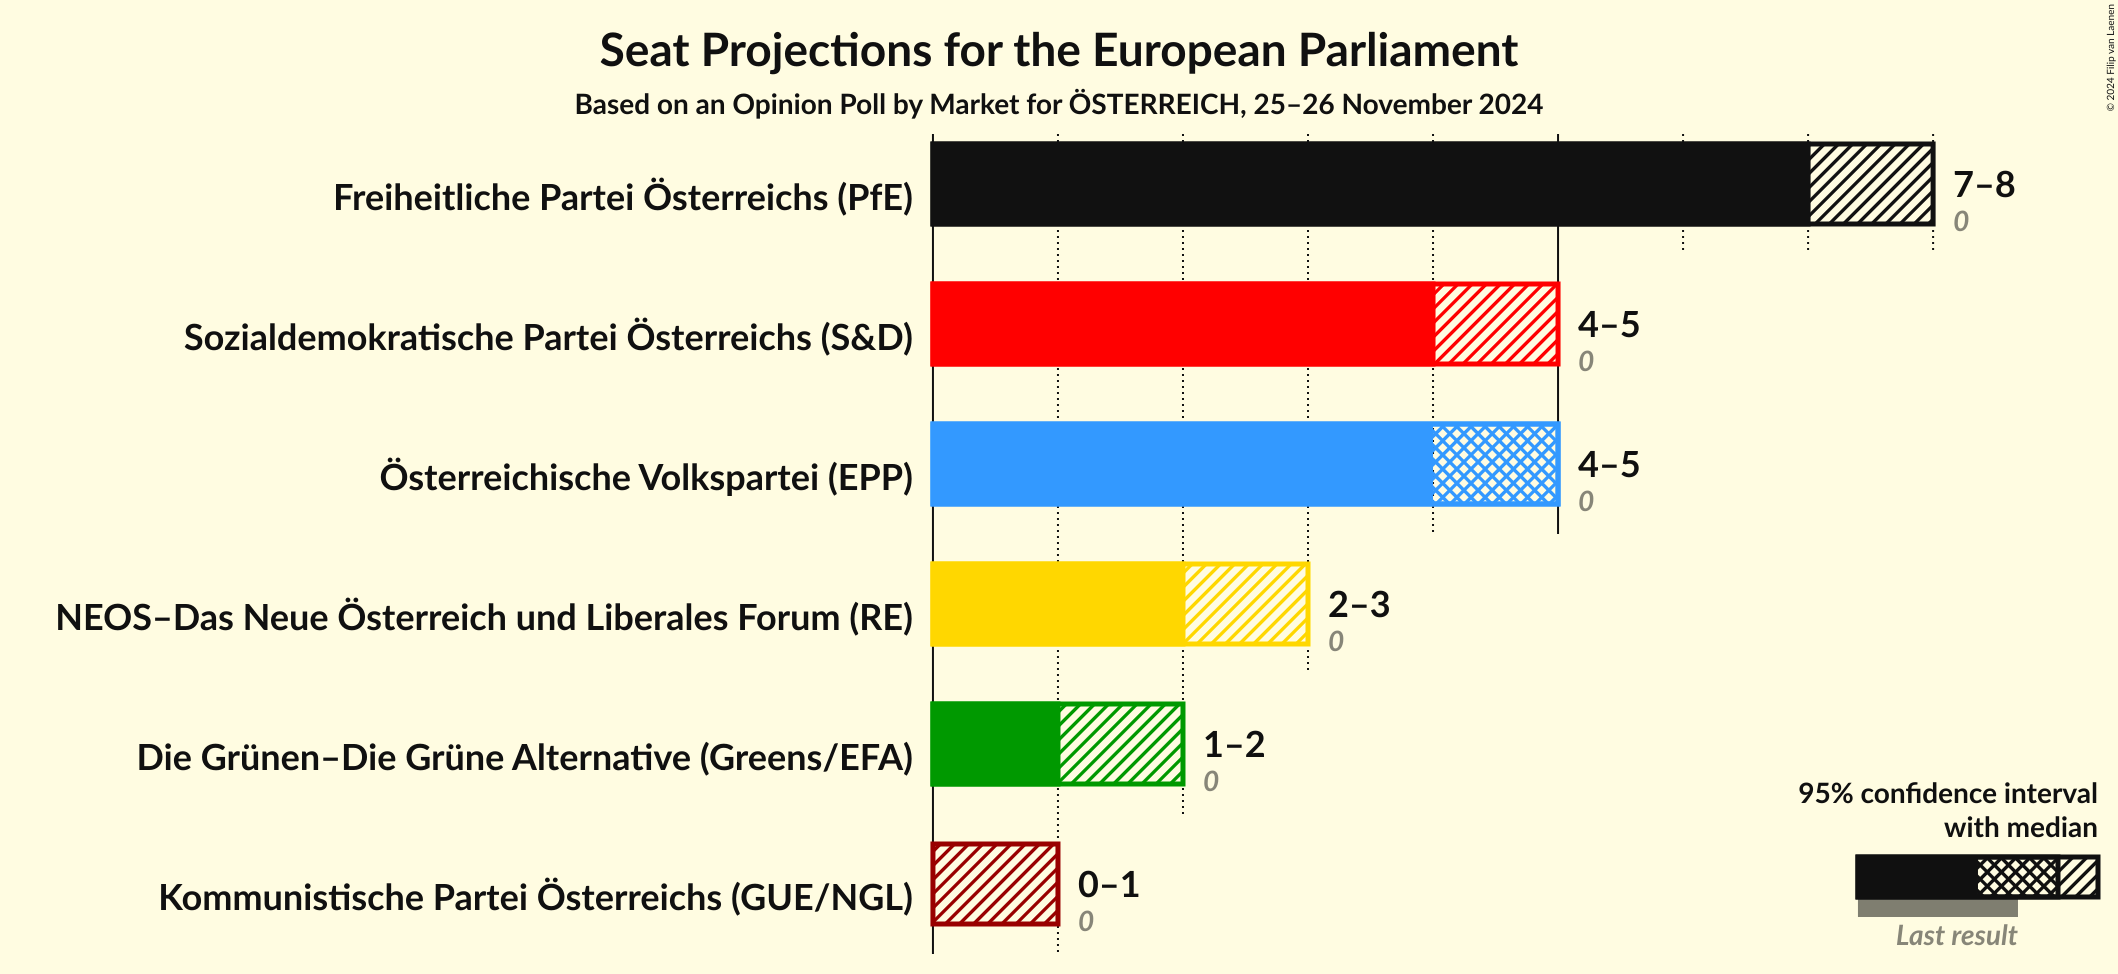 Seat Projections for the European Parliament
Based on an Opinion Poll by Market for ÖSTERREICH, 25–26 November 2024
© 2024 Filip van Laenen
Freiheitliche Partei Österreichs (PfE)
7–8
0
Sozialdemokratische Partei Österreichs (S&D)
4–5
0
Österreichische Volkspartei (EPP)
4–5
0
NEOS–Das Neue Österreich und Liberales Forum (RE)
2–3
0
Die Grünen–Die Grüne Alternative (Greens/EFA)
1–2
0
Kommunistische Partei Österreichs (GUE/NGL)
0–1
0
95% confidence interval
with median
Last result